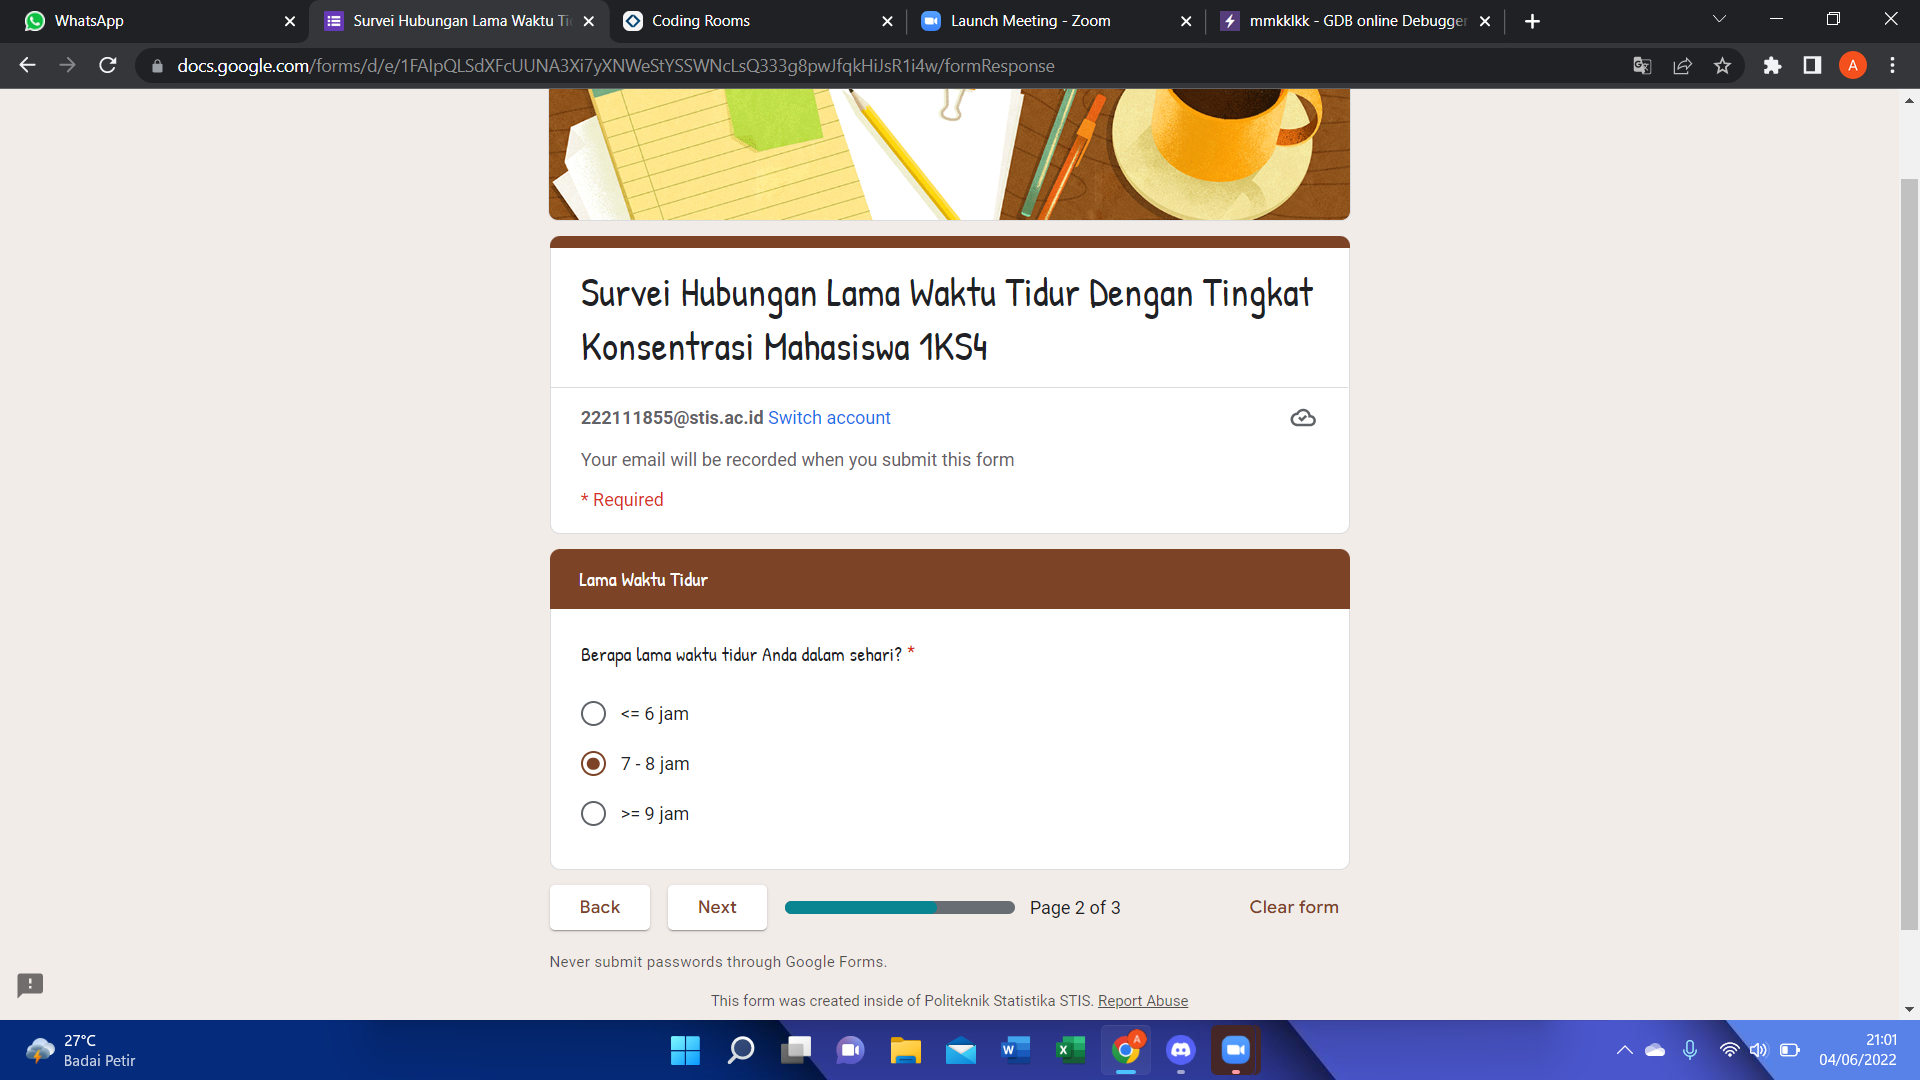 WhatsApp
Survei Hubungan Lama Waktu Ti
Coding Rooms
Launch Meeting - Zoom
mmkklkk - GDB online Debugger
docs.google.com/forms/d/e/1FAIpQLSdXFcUUNA3Xi7yXNWeStYSSWNcLsQ333g8pwJfqkHiJsR1i4w/formResponse
A
Survei Hubungan Lama Waktu Tidur Dengan Tingkat
Konsentrasi Mahasiswa 1KS4
222111855@stis.ac.id Switch account
Your email will be recorded when you submit this form
* Required
Lama Waktu Tidur
Berapa lama waktu tidur Anda dalam sehari? *
<= 6 jam
7 - 8 jam
>= 9 jam
Back
Next
Page 2 of 3
Clear form
Never submit passwords through Google Forms.
This form was created inside of Politeknik Statistika STIS. Report Abuse
27°C
Badai Petir
A
21:01
04/06/2022